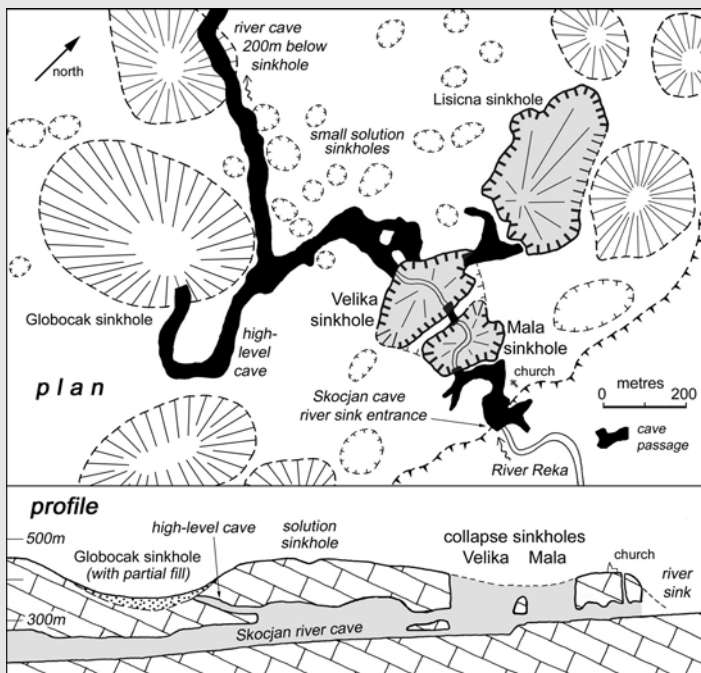 river cave
200m below
sinkhole
north
Lisicna sinkhole
small solution
sinkholes
Velika
sinkhole
Globocak sinkhole
high-
level
cave
Mala
sinkhole
plan
church
metres
0 200
Skocjan cave
river sink entrance
cave
passage
River Reka
profile
500m
high-level cave
solution
sinkhole
collapse sinkholes
Globocak sinkhole
(with partial fill)
Velika Mala
church
river
sink
300m
Skocjan river cave